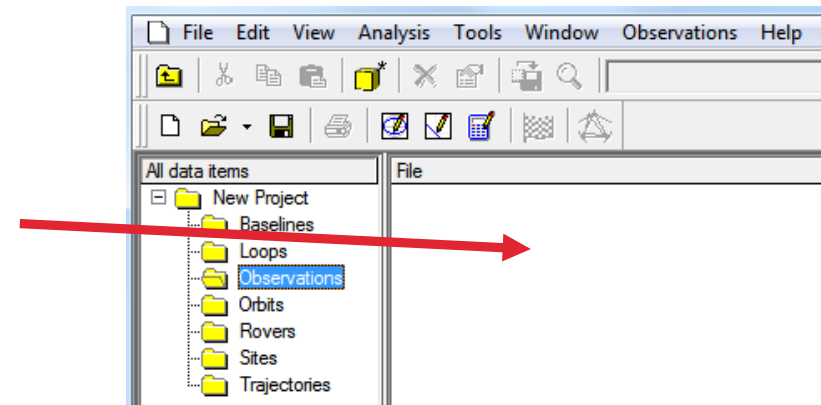 File Edit View Analysis Tools Window Observations Help
All data items File
New Project
Baselines
Loops
Observations
Orbits
Rovers
Sites
Trajectories